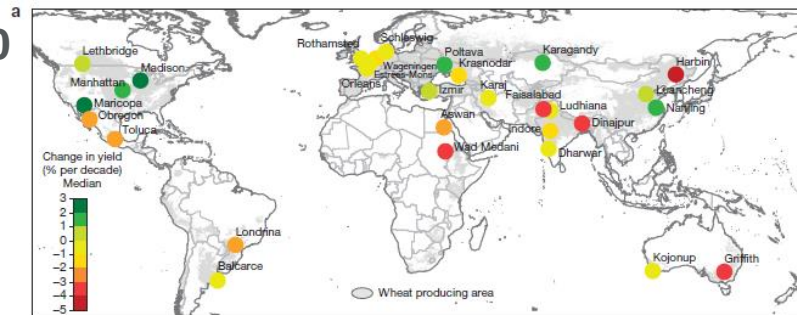 a
Lethbridge
Madison
Manhattan
Maricopa
Obregon
Toluca
Rothamsted
Schleswig
Wageningen
Estrées-Mons
Orleans
Poltava
Krasnodar
Izmir
Karagandy
Harbin
Karaj
Faisalabad
Ludhiana
Luancheng
Nanjing
Aswan
Indore
Dinajpur
Wad Medani
Dharwar
Londrina
Balcarce
Kojonup
Griffith
Change in yield
(% per decade)
Median
3
2
1
0
−1
−2
−3
−4
−5
Wheat producing area